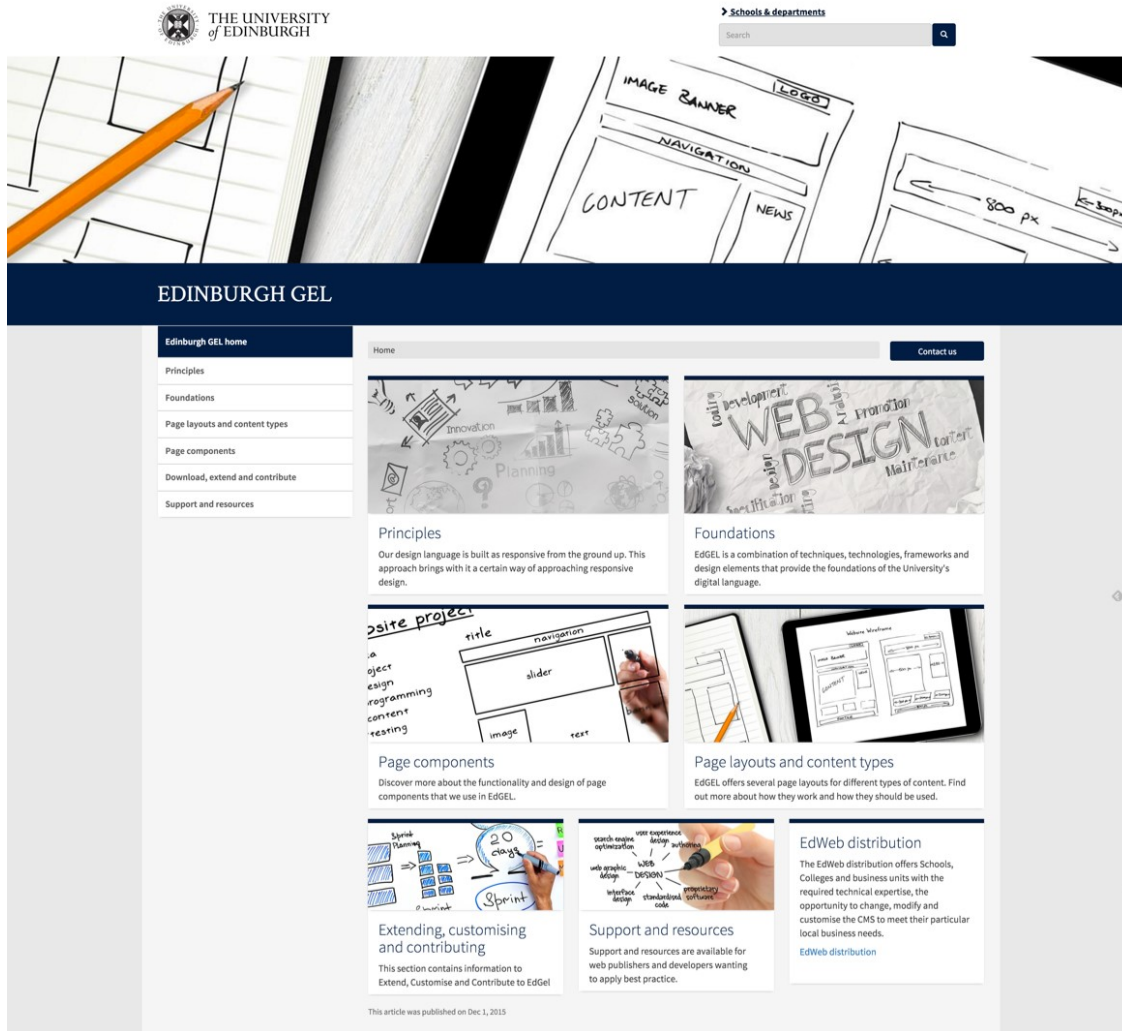 THE UNIVERSITY
of EDINBURGH
Schools & departments
Search
IMAGE BANNER
LOGO
NAVIGATION
CONTENT
NEWS
800 px
EDINBURGH GEL
Edinburgh GEL home
Principles
Foundations
Page layouts and content types
Page components
Download, extend and contribute
Support and resources
Home
Contact us
Innovation
Solution
Planning
Development
WEB
DESIGN
Promotion
Content
Maintenance
Specification
Principles
Our design language is built as responsive from the ground up. This
approach brings with it a certain way of approaching responsive
design.
Foundations
EdGEL is a combination of techniques, technologies, frameworks and
design elements that provide the foundations of the University's
digital language.
title
navigation
slider
image
text
Website Wireframe
CONTENT
Page components
Discover more about the functionality and design of page
components that we use in EdGEL.
Page layouts and content types
EdGEL offers several page layouts for different types of content. Find
out more about how they work and how they should be used.
Sprint
Planning
20
days
Sprint
search engine
optimization
user experience
design
authoring
web graphic
design
WEB
DESIGN
interface
design
standardised
code
proprietary
software
Extending, customising
and contributing
This section contains information to
Extend, Customise and Contribute to EdGel
Support and resources
Support and resources are available for
web publishers and developers wanting
to apply best practice.
EdWeb distribution
The EdWeb distribution offers Schools,
Colleges and business units with the
required technical expertise, the
opportunity to change, modify and
customise the CMS to meet their particular
local business needs.
EdWeb distribution
This article was published on Dec 1, 2015